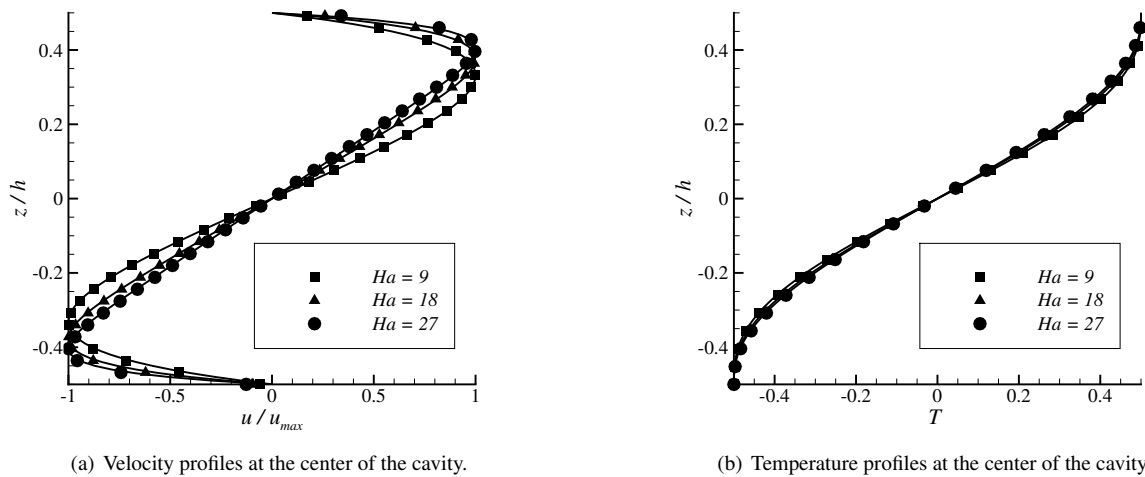 0.4
0.2
0
-0.2
-0.4
z / h
-1
-0.5
0
0.5
1
u / u_max
Ha = 9
Ha = 18
Ha = 27
(a) Velocity profiles at the center of the cavity.
0.4
0.2
0
-0.2
-0.4
z / h
-0.4
-0.2
0
0.2
0.4
T
Ha = 9
Ha = 18
Ha = 27
(b) Temperature profiles at the center of the cavity